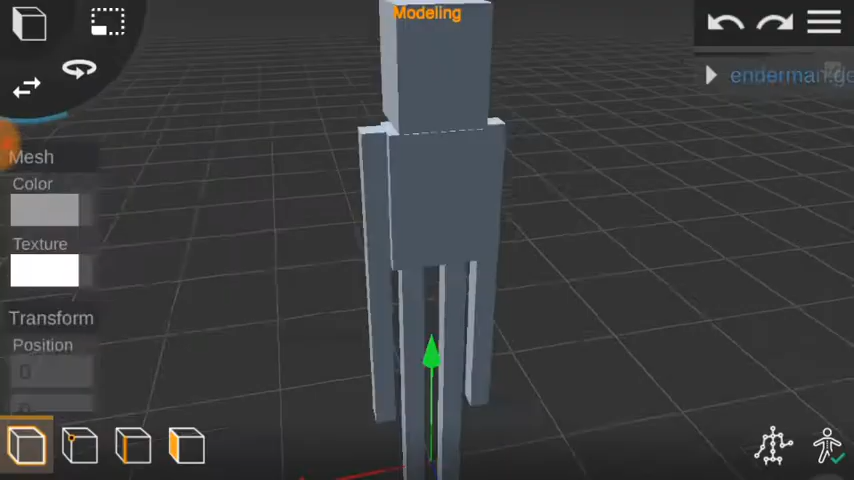 Modeling
enderman.ge
Mesh
Color
Texture
Transform
Position
0